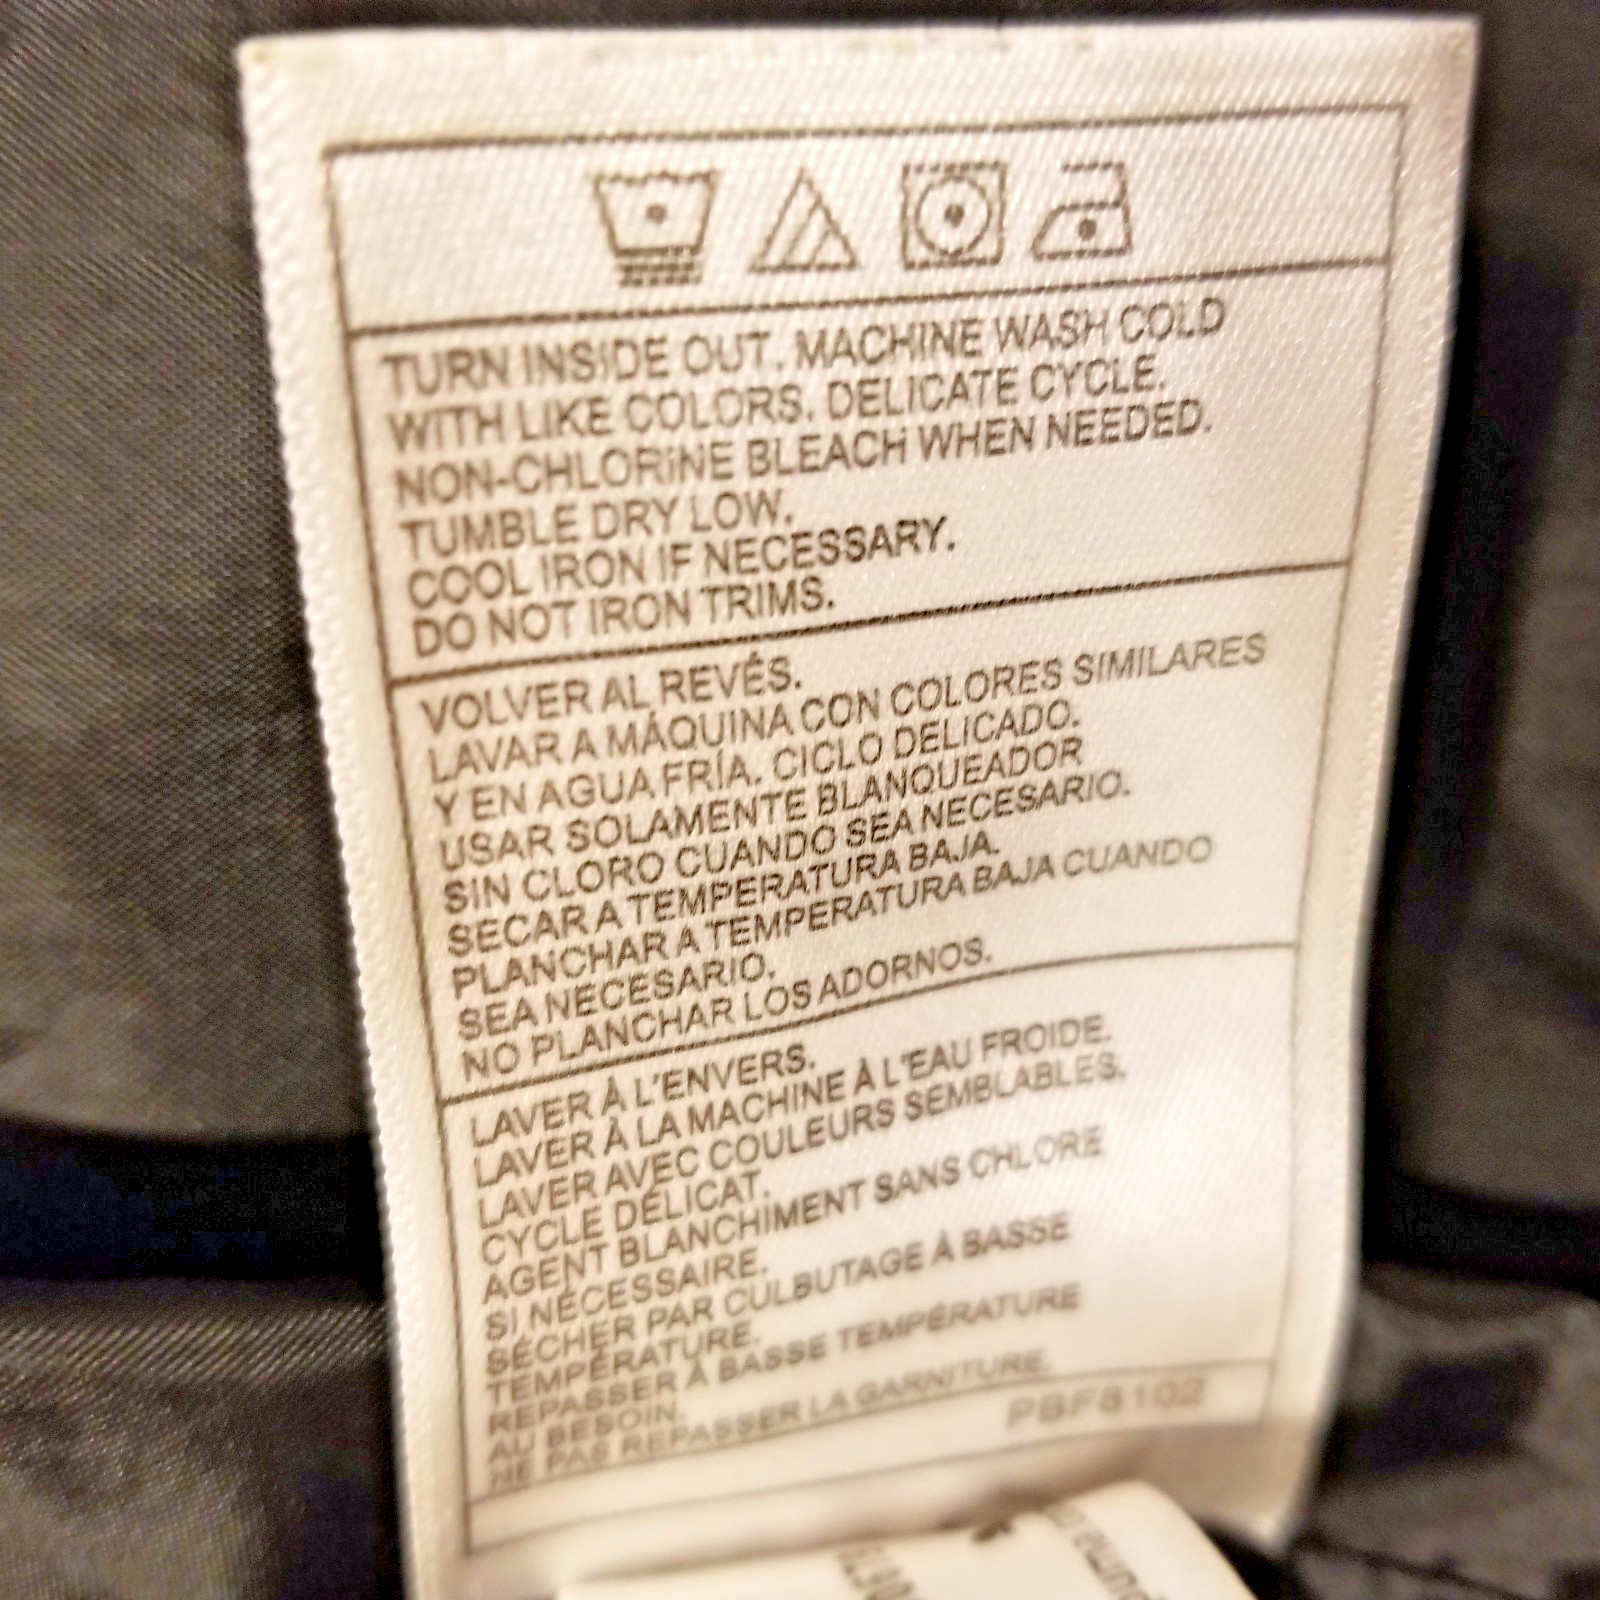 TURN INSIDE OUT. MACHINE WASH COLD
WITH LIKE COLORS. DELICATE CYCLE.
NON-CHLORINE BLEACH WHEN NEEDED.
TUMBLE DRY LOW.
COOL IRON IF NECESSARY.
DO NOT IRON TRIMS.
VOLVER AL REVÉS.
LAVAR A MÁQUINA CON COLORES SIMILARES
Y EN AGUA FRÍA. CICLO DELICADO.
USAR SOLAMENTE BLANQUEADOR
SIN CLORO CUANDO SEA NECESARIO.
SECAR A TEMPERATURA BAJA.
PLANCHAR A TEMPERATURA BAJA CUANDO
SEA NECESARIO.
NO PLANCHAR LOS ADORNOS.
LAVER À L'ENVERS.
LAVER À LA MACHINE À L'EAU FROIDE.
LAVER AVEC COULEURS SEMBLABLES.
CYCLE DÉLICAT.
AGENT BLANCHIMENT SANS CHLORE
SI NÉCESSAIRE.
SÉCHER PAR CULBUTAGE À BASSE
TEMPÉRATURE.
REPASSER À BASSE TEMPÉRATURE
AU BESOIN.
NE PAS REPASSER LA GARNITURE.
PBF8102